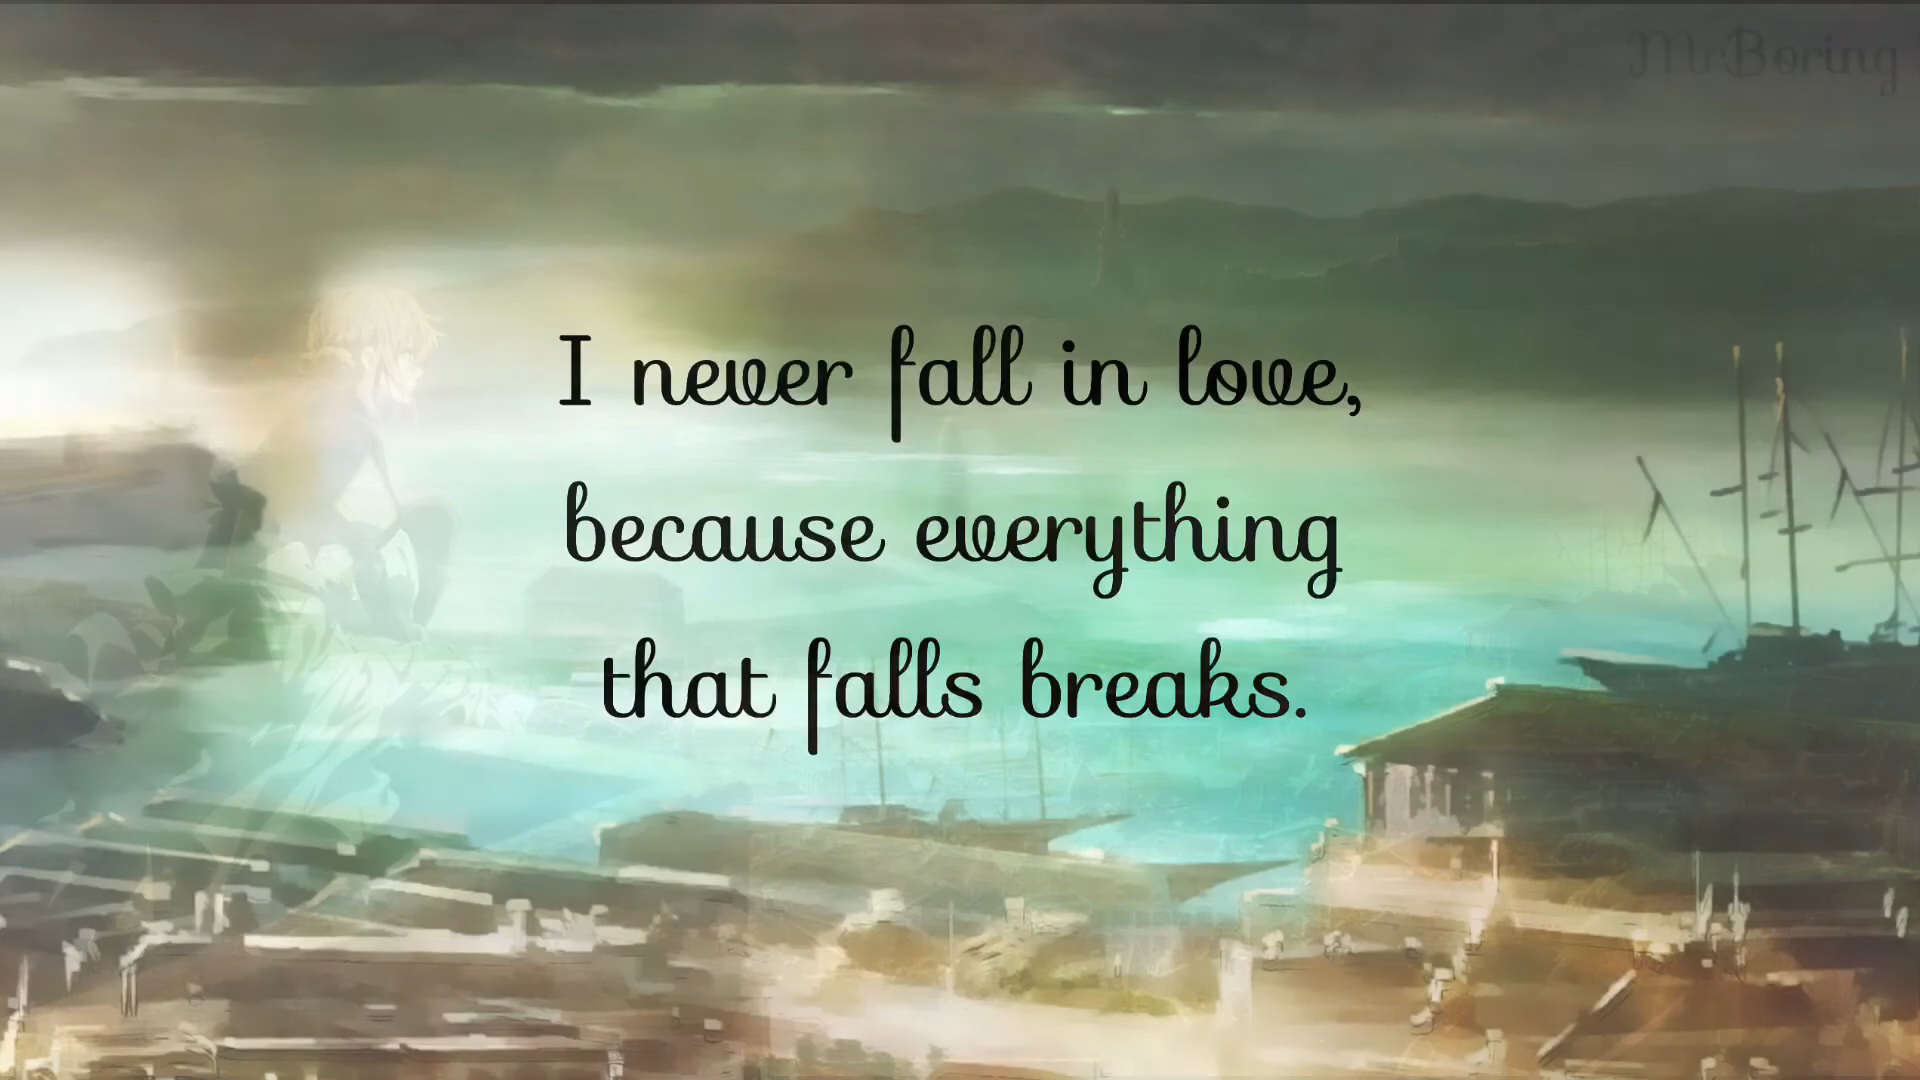 MrBoring
I never fall in love,
because everything
that falls breaks.